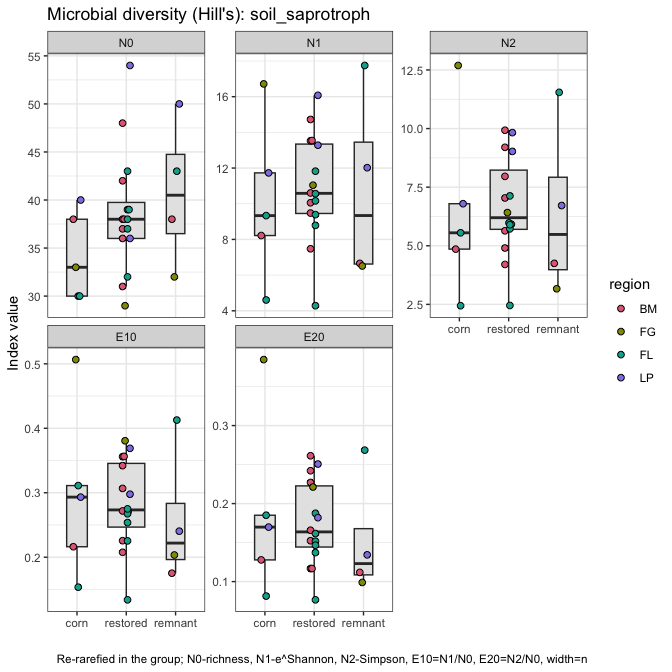 Microbial diversity (Hill's): soil_saprotroph
N0
N1
N2
55
50
45
40
35
30
16
12
8
4
12.5
10.0
7.5
5.0
2.5
corn restored remnant
Index value
region
BM
FG
FL
LP
E10
E20
0.5
0.4
0.3
0.2
0.3
0.2
0.1
corn restored remnant
corn restored remnant
Re-rarefied in the group; N0-richness, N1-e^Shannon, N2-Simpson, E10=N1/N0, E20=N2/N0, width=n